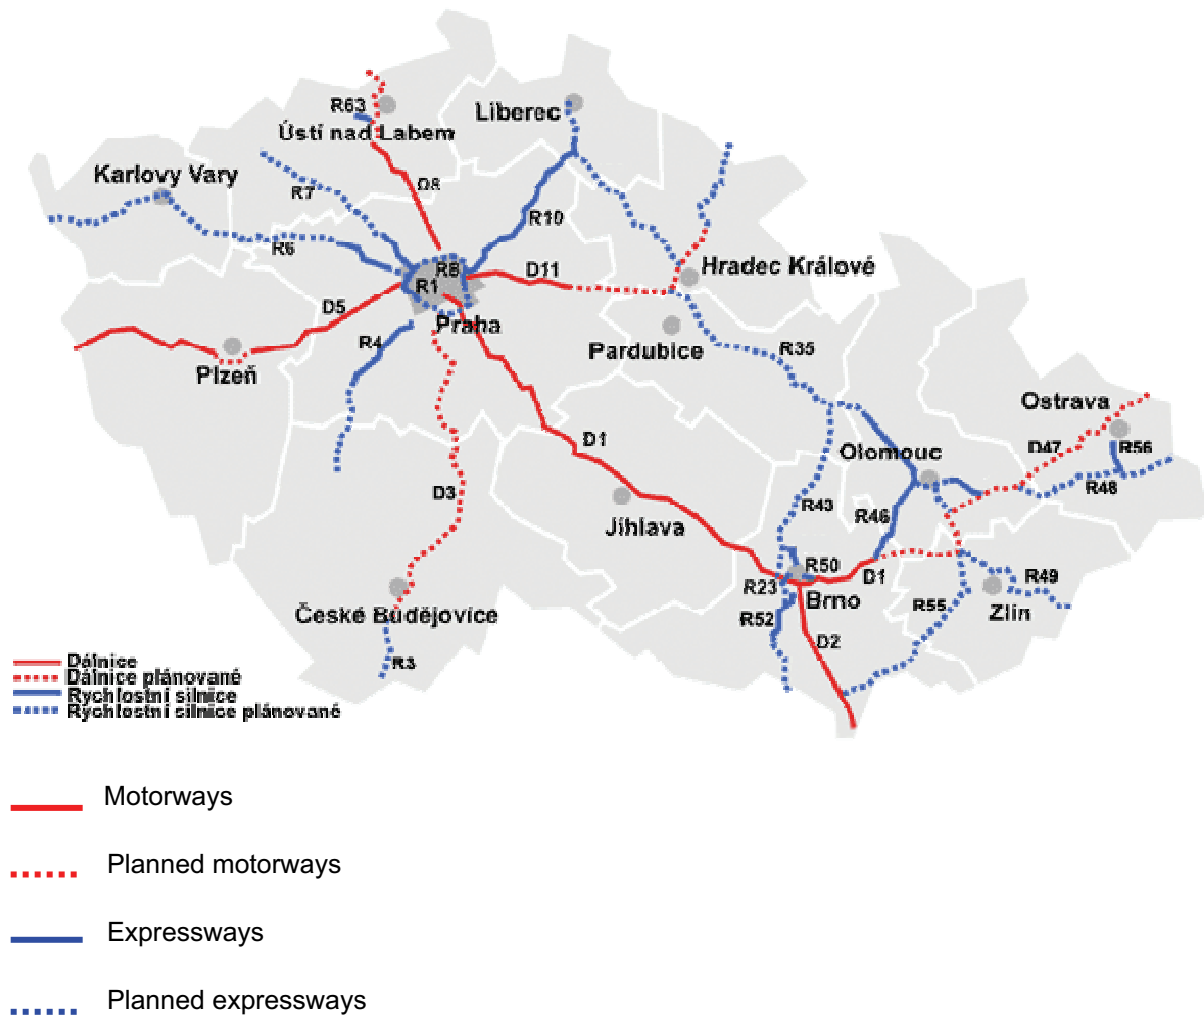 R63
Liberec
Ústí nad Labem
Karlovy Vary
D8
R7
R10
R6
R8
D11
Hradec Králové
R1
D5
Praha
R4
Pardubice
R35
Plzeň
Ostrava
D1
Olomouc
D47
R56
D3
R48
R43
Jihlava
R46
R50
D1
R23
R49
Brno
R55
Zlín
České Budějovice
R52
D2
R3
Dálnice
Dálnice plánované
Rychlostní silnice
Rychlostní silnice plánované
Motorways
Planned motorways
Expressways
Planned expressways